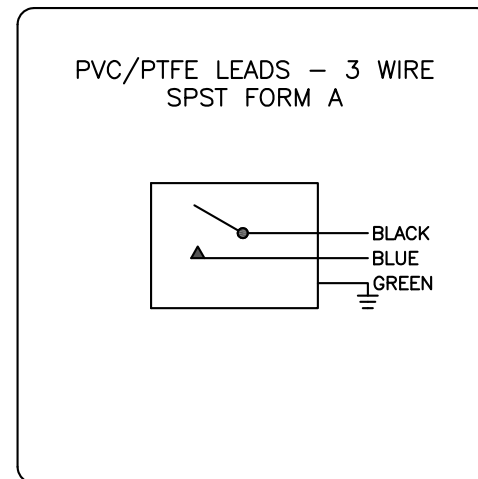 PVC/PTFE LEADS – 3 WIRE
SPST FORM A
BLACK
BLUE
GREEN